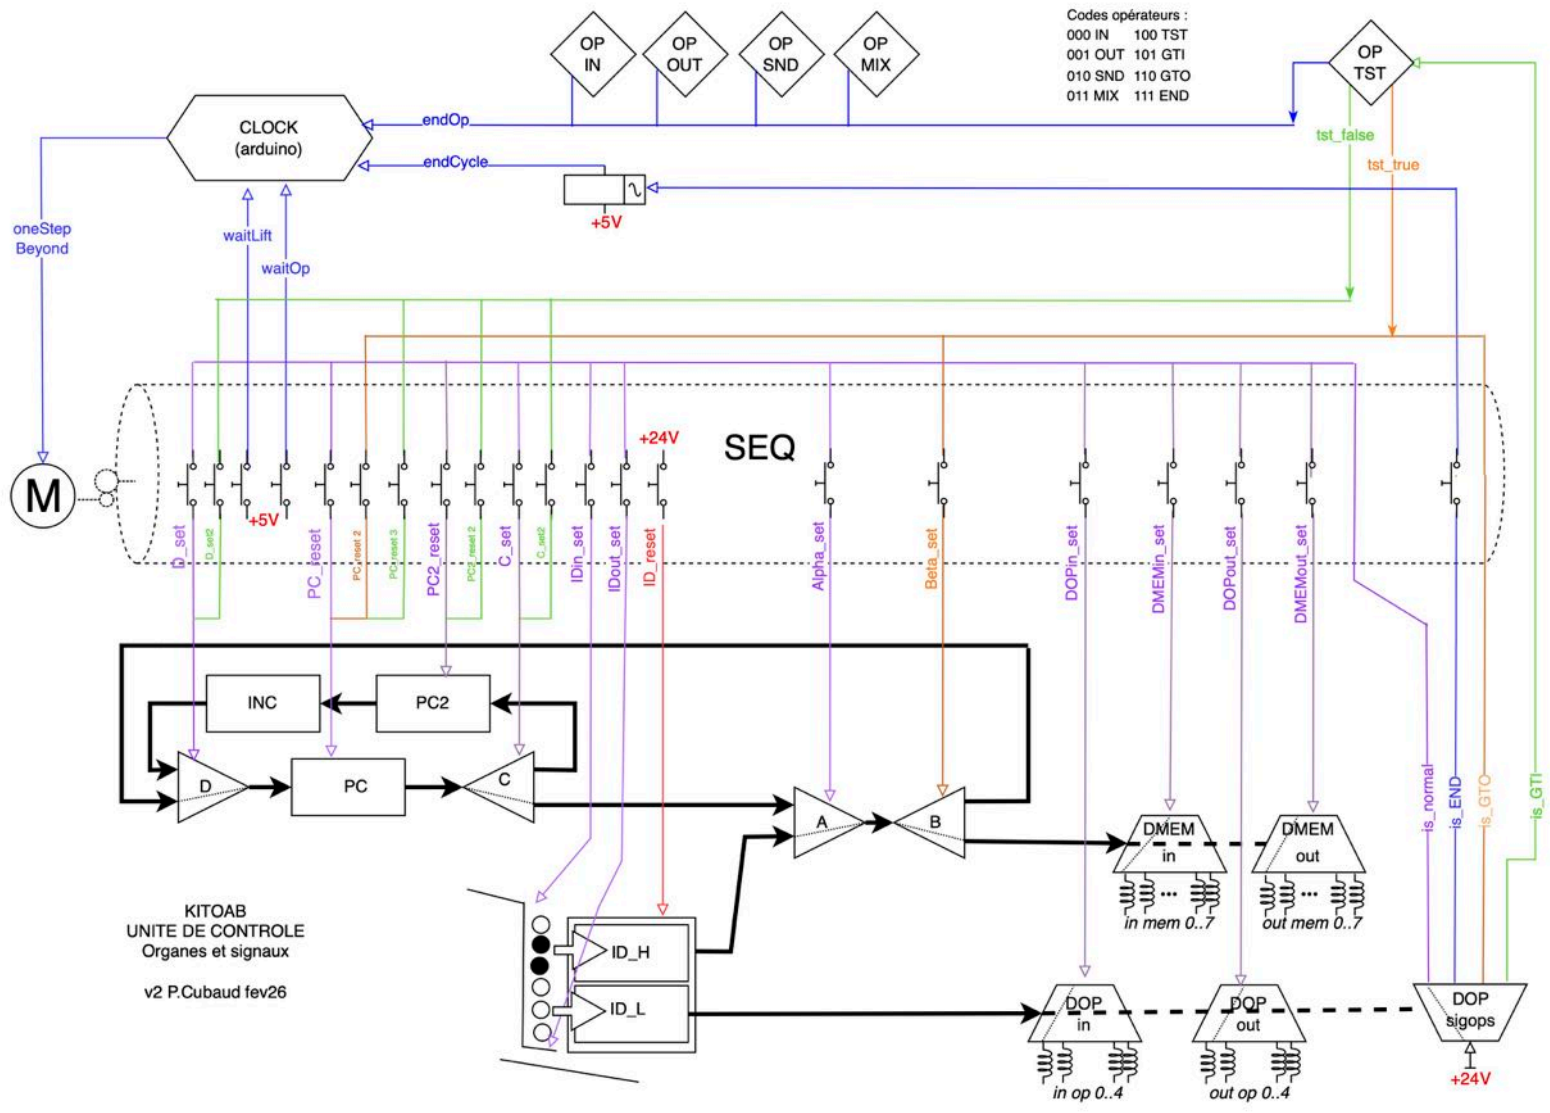 Codes opérateurs :
000 IN 100 TST
001 OUT 101 GTI
010 SND 110 GTO
011 MIX 111 END
OP
IN
OP
OUT
OP
SND
OP
MIX
OP
TST
CLOCK
(arduino)
endOp
endCycle
+5V
tst_false
tst_true
oneStep
Beyond
waitLift
waitOp
SEQ
+24V
M
+5V
D_set
D_set2
PC_reset
PC_reset 2
PC_reset 3
PC2_reset
PC2_reset 2
C_set
C_set2
IDin_set
IDout_set
ID_reset
Alpha_set
Beta_set
DOPin_set
DMEMin_set
DOPout_set
DMEMout_set
INC
PC2
D
PC
C
A
B
DMEM
in
DMEM
out
...
...
in mem 0..7
out mem 0..7
is_normal
is_END
is_GTO
is_GTI
KITOAB
UNITE DE CONTROLE
Organes et signaux
v2 P.Cubaud fev26
ID_H
ID_L
DOP
in
DOP
out
DOP
sigops
in op 0..4
out op 0..4
+24V